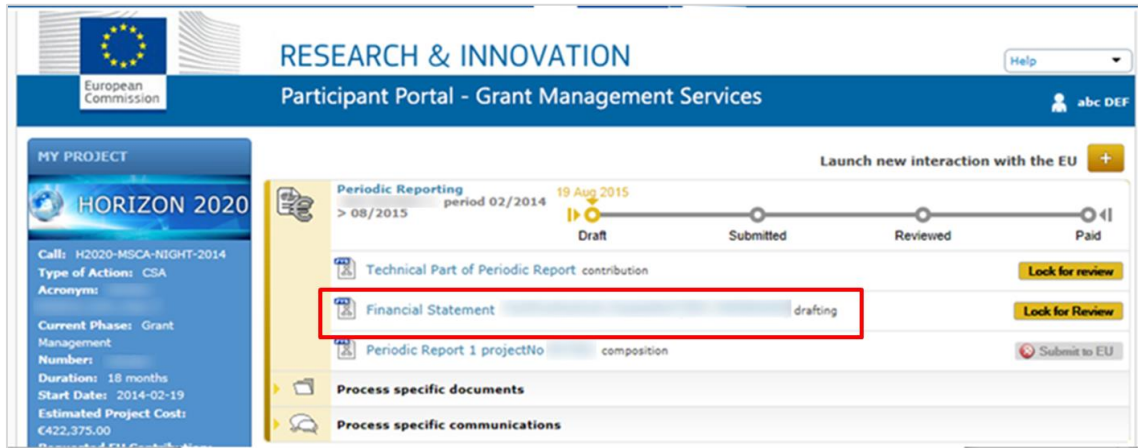 European
Commission
RESEARCH & INNOVATION
Help
Participant Portal - Grant Management Services
abc DEF
MY PROJECT
HORIZON 2020
Call: H2020-MSCA-NIGHT-2014
Type of Action: CSA
Acronym:
Current Phase: Grant
Management
Number:
Duration: 18 months
Start Date: 2014-02-19
Estimated Project Cost:
€422,375.00
Requested EU Contribution:
Launch new interaction with the EU +
Periodic Reporting
period 02/2014
> 08/2015
19 Aug 2015
Draft Submitted Reviewed Paid
Technical Part of Periodic Report contribution Lock for review
Financial Statement drafting Lock for Review
Periodic Report 1 projectNo composition Submit to EU
Process specific documents
Process specific communications